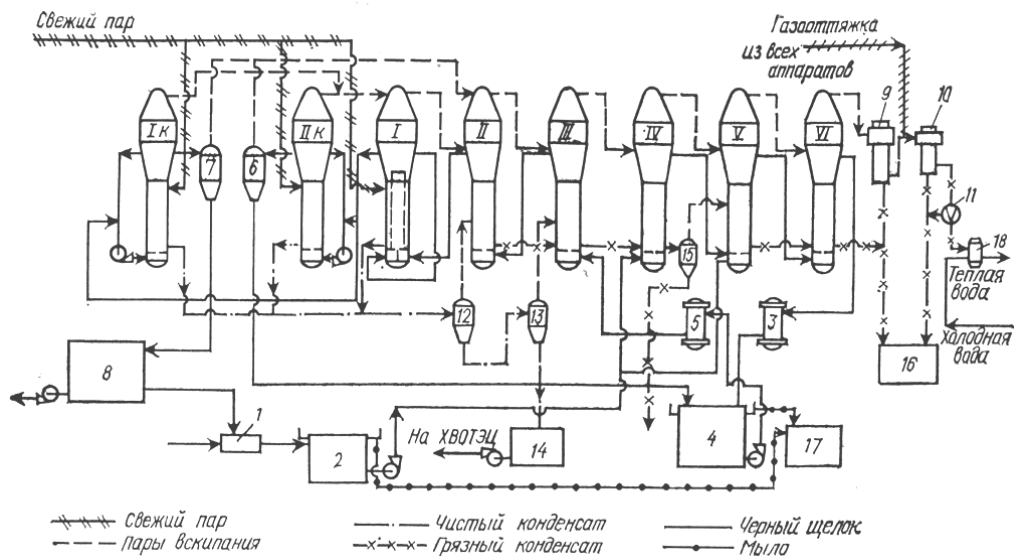 Свежий пар
Газооттяжка
из всех
аппаратов
9
10
Iк
7
6
IIк
I
II
III
IV
V
VI
11
18
15
Теплая
вода
12
13
5
3
Холодная
вода
8
16
1
2
На ХВОТЭЦ
14
4
17
Свежий пар
Чистый конденсат
Черный щелок
Пары вскипания
Грязный конденсат
Мыло